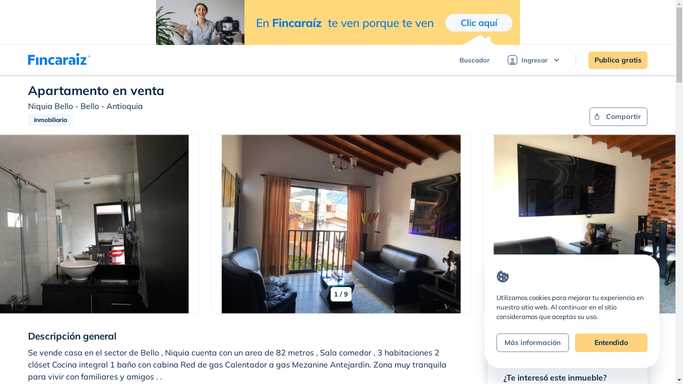 En Fincaraíz te ven porque te ven
Clic aquí
Fincaraiz
Buscador
Ingresar
Publica gratis
Apartamento en venta
Niquia Bello - Bello - Antioquia
Inmobiliaria
Compartir
1 / 9
Utilizamos cookies para mejorar tu experiencia en
nuestro sitio web. Al continuar en el sitio
consideramos que aceptas su uso.
Más información
Entendido
Descripción general
Se vende casa en el sector de Bello , Niquia cuenta con un area de 82 metros , Sala comedor , 3 habitaciones 2
clóset Cocina integral 1 baño con cabina Red de gas Calentador a gas Mezanine Antejardin. Zona muy tranquila
para vivir con familiares y amigos . .
¿Te interesó este inmueble?